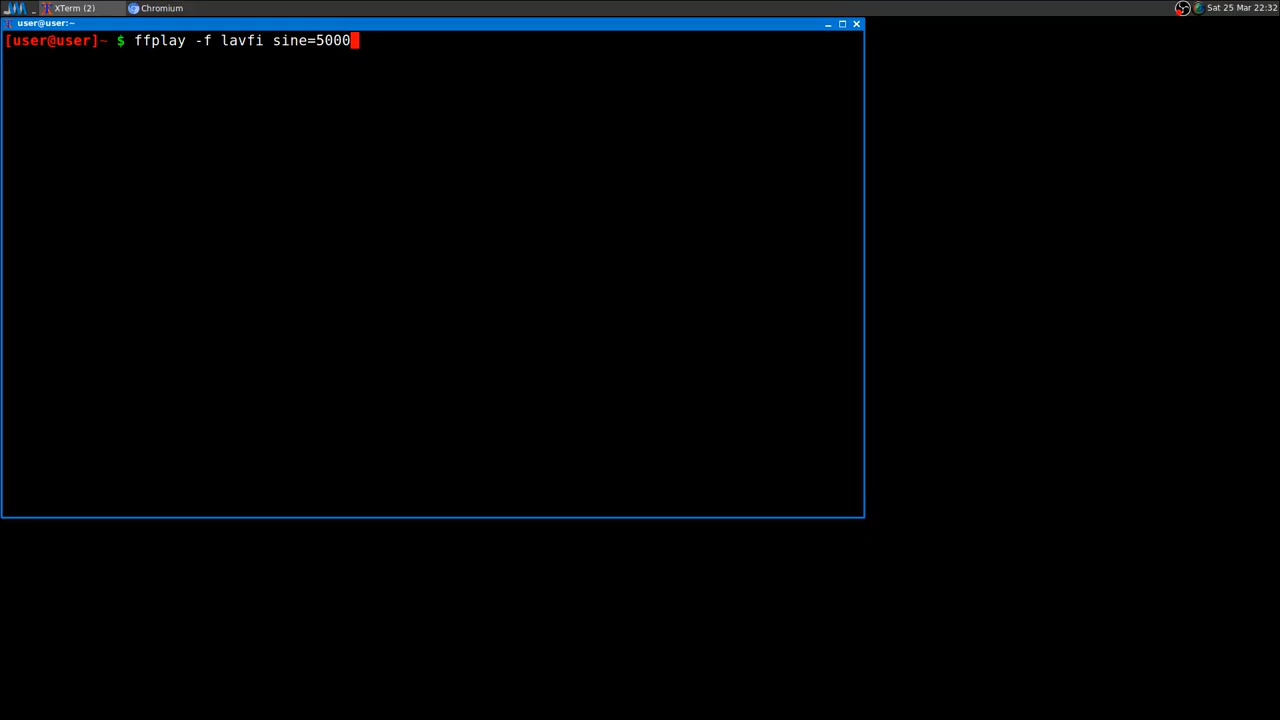 XTerm (2)
Chromium
Sat 25 Mar 22:32
user@user:~
[user@user]~ $ ffplay -f lavfi sine=5000